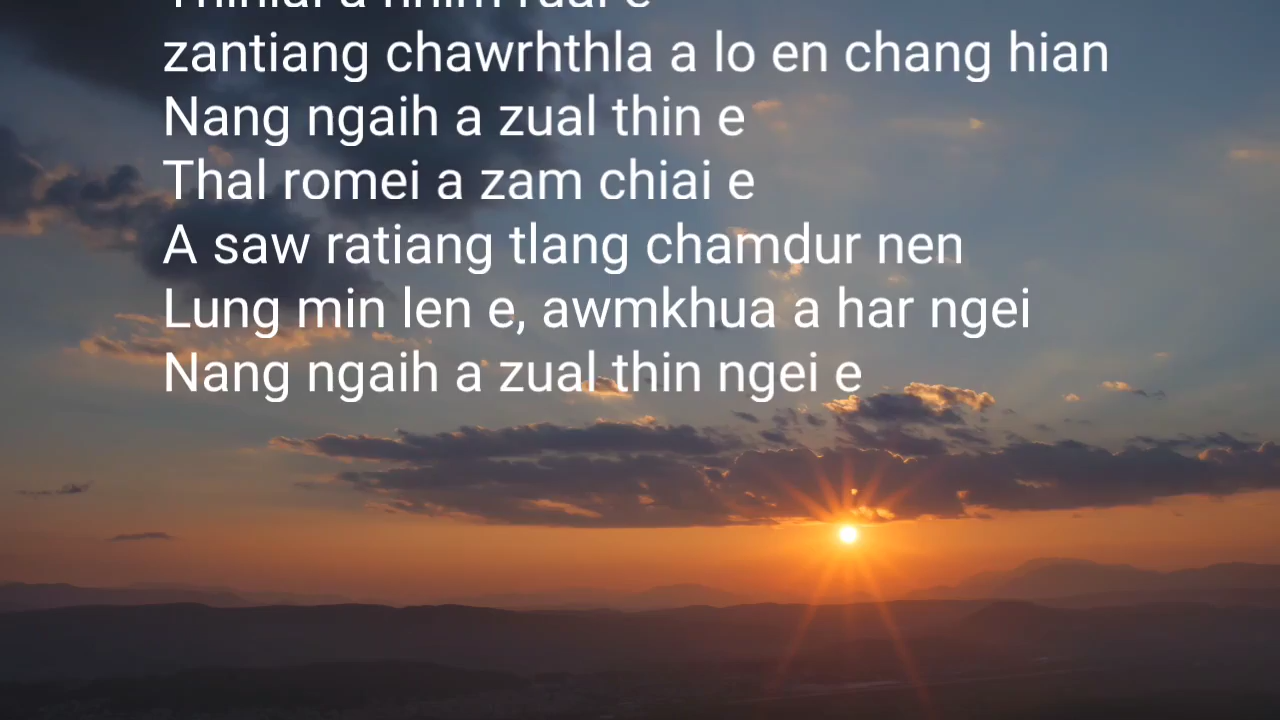 zantiang chawrhthla a lo en chang hian
Nang ngaih a zual thin e
Thal romei a zam chiai e
A saw ratiang tlang chamdur nen
Lung min len e, awmkhua a har ngei
Nang ngaih a zual thin ngei e